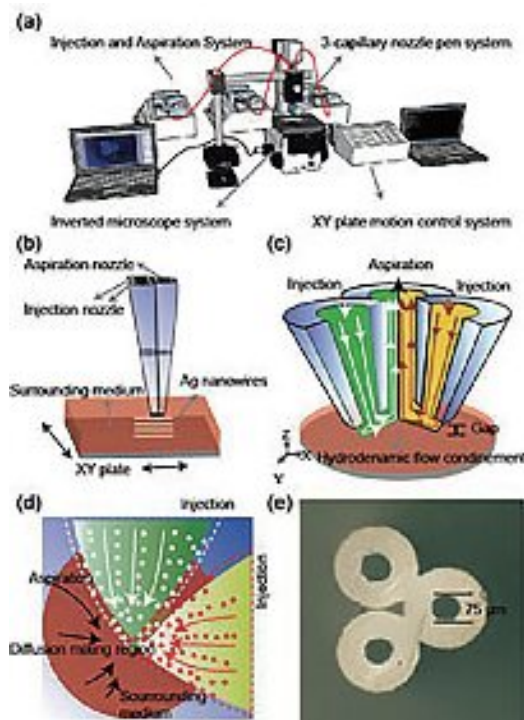 (a)
Injection and Aspiration System
3-capillary nozzle pen system
Inverted microscope system
XY plate motion control system
(b)
Aspiration nozzle
Injection nozzle
Surrounding medium
Ag nanowires
XY plate
(c)
Aspiration
Injection
Injection
Gap
Z
X
Y
Hydrodynamic flow confinement
(d)
Injection
Injection
Aspiration
Diffusion mixing region
Sourrounding
medium
(e)
75 μm